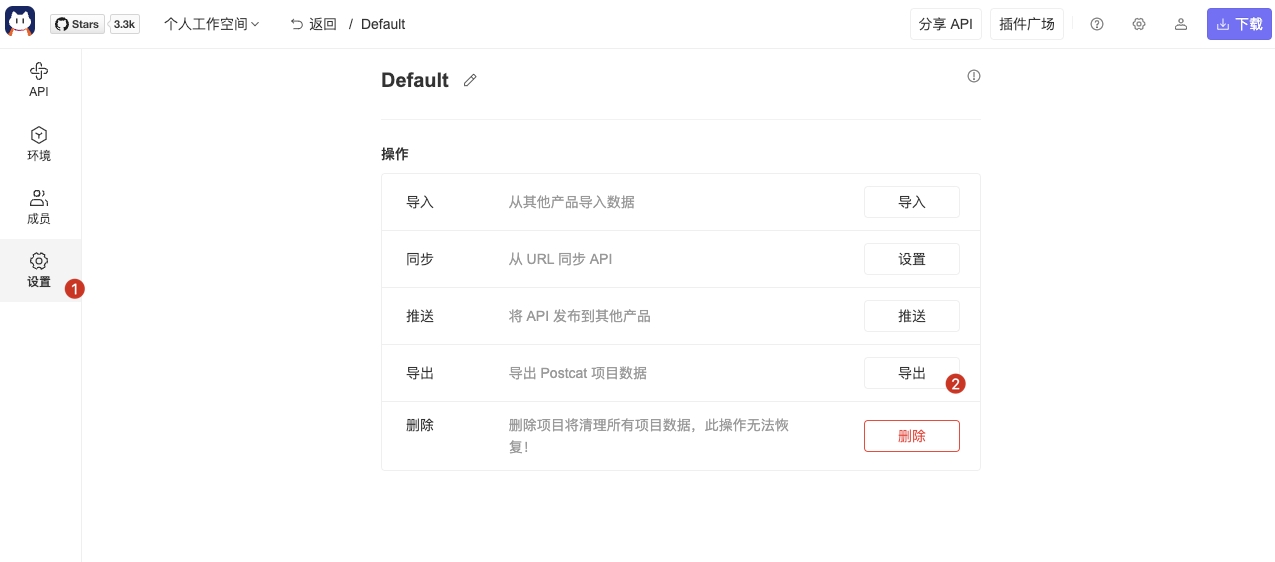 Stars 3.3k 个人工作空间 返回 / Default 分享 API 插件广场 下载
API
环境
成员
设置
1
Default
操作
导入 从其他产品导入数据 导入
同步 从 URL 同步 API 设置
推送 将 API 发布到其他产品 推送
导出 导出 Postcat 项目数据 导出
2
删除 删除项目将清理所有项目数据，此操作无法恢
复！
删除